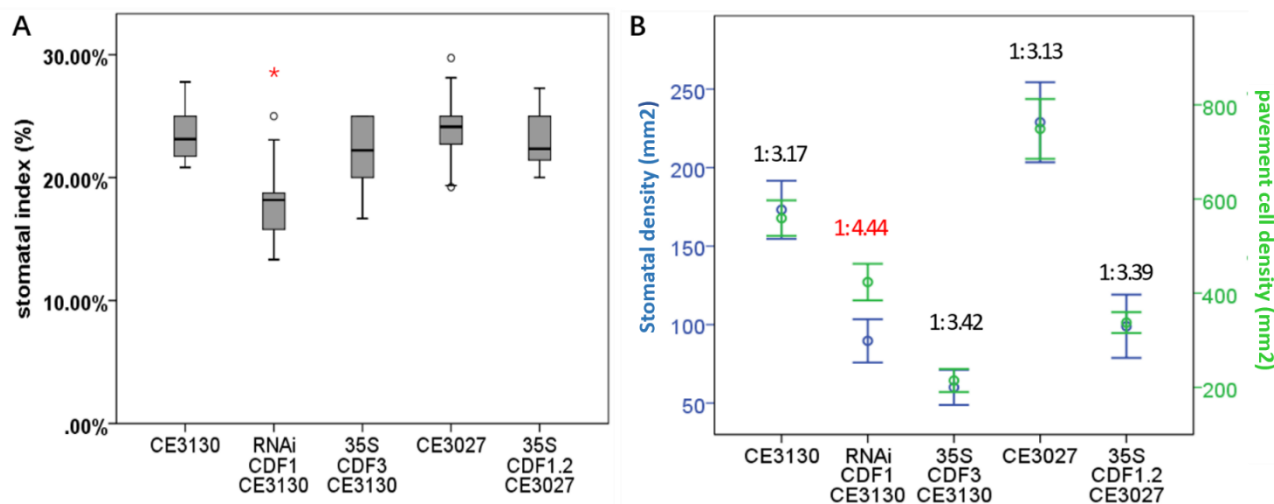 A
stomatal index (%)
30.00%
20.00%
10.00%
.00%
*
CE3130
RNAi
CDF1
CE3130
35S
CDF3
CE3130
CE3027
35S
CDF1.2
CE3027
B
Stomatal density (mm2)
250
200
150
100
50
1:3.17
1:4.44
1:3.42
1:3.13
1:3.39
800
600
400
200
pavement cell density (mm2)
CE3130
RNAi
CDF1
CE3130
35S
CDF3
CE3130
CE3027
35S
CDF1.2
CE3027